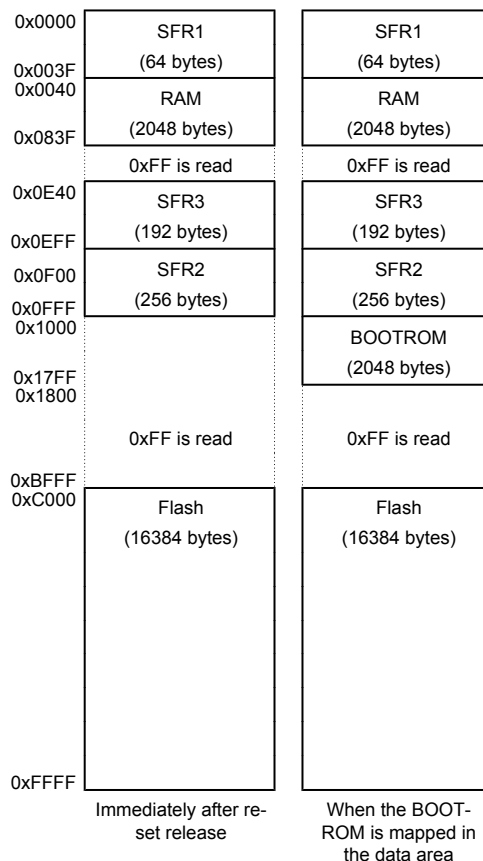 0x0000
SFR1
(64 bytes)
SFR1
(64 bytes)
0x003F
0x0040
RAM
(2048 bytes)
RAM
(2048 bytes)
0x083F
0xFF is read
0xFF is read
0x0E40
SFR3
(192 bytes)
SFR3
(192 bytes)
0x0EFF
0x0F00
SFR2
(256 bytes)
SFR2
(256 bytes)
0x0FFF
0x1000
BOOTROM
(2048 bytes)
0x17FF
0x1800
0xFF is read
0xFF is read
0xBFFF
0xC000
Flash
(16384 bytes)
Flash
(16384 bytes)
0xFFFF
Immediately after re-
set release
When the BOOT-
ROM is mapped in
the data area